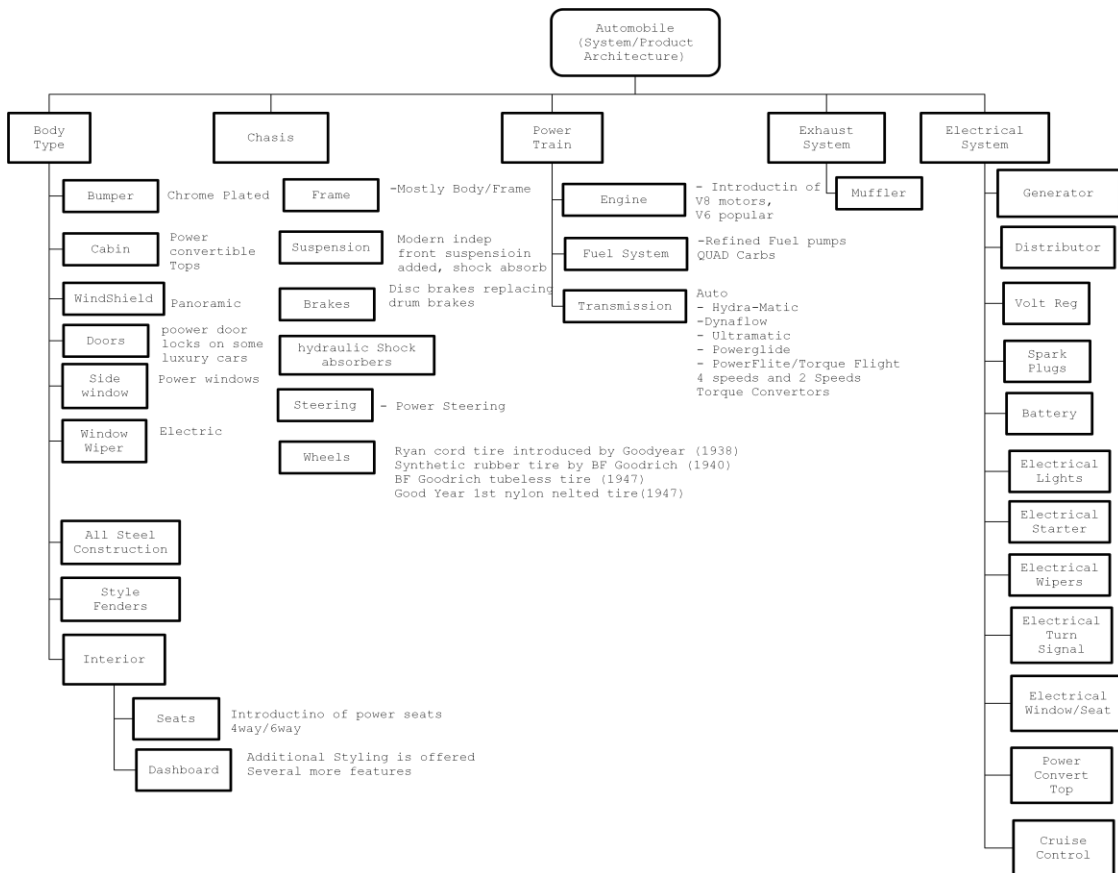 Automobile
(System/Product
Architecture)
Body
Type
Chasis
Power
Train
Exhaust
System
Electrical
System
Bumper
Chrome Plated
Cabin
Power
convertible
Tops
WindShield
Panoramic
Doors
poower door
locks on some
luxury cars
Side
window
Power windows
Window
Wiper
Electric
All Steel
Construction
Style
Fenders
Interior
Seats
Introductino of power seats
4way/6way
Dashboard
Additional Styling is offered
Several more features
Frame
-Mostly Body/Frame
Suspension
Modern indep
front suspensioin
added, shock absorb
Brakes
Disc brakes replacing
drum brakes
hydraulic Shock
absorbers
Steering
- Power Steering
Wheels
Ryan cord tire introduced by Goodyear (1938)
Synthetic rubber tire by BF Goodrich (1940)
BF Goodrich tubeless tire (1947)
Good Year 1st nylon nelted tire(1947)
Engine
- Introductin of
V8 motors,
V6 popular
Fuel System
-Refined Fuel pumps
QUAD Carbs
Transmission
Auto
- Hydra-Matic
-Dynaflow
- Ultramatic
- Powerglide
- PowerFlite/Torque Flight
4 speeds and 2 Speeds
Torque Convertors
Muffler
Generator
Distributor
Volt Reg
Spark
Plugs
Battery
Electrical
Lights
Electrical
Starter
Electrical
Wipers
Electrical
Turn
Signal
Electrical
Window/Seat
Power
Convert
Top
Cruise
Control